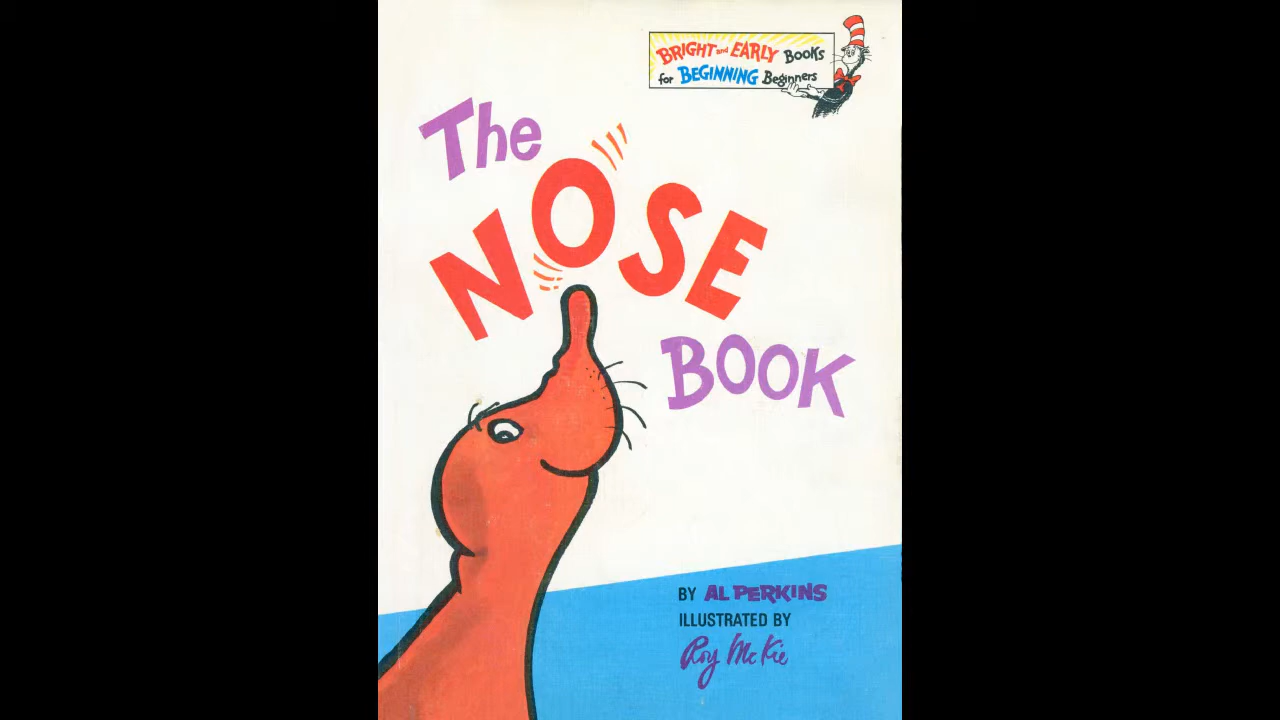 BRIGHT and EARLY BOOKS
for BEGINNING Beginners
The
NOSE
BOOK
BY AL PERKINS
ILLUSTRATED BY
Roy McKie